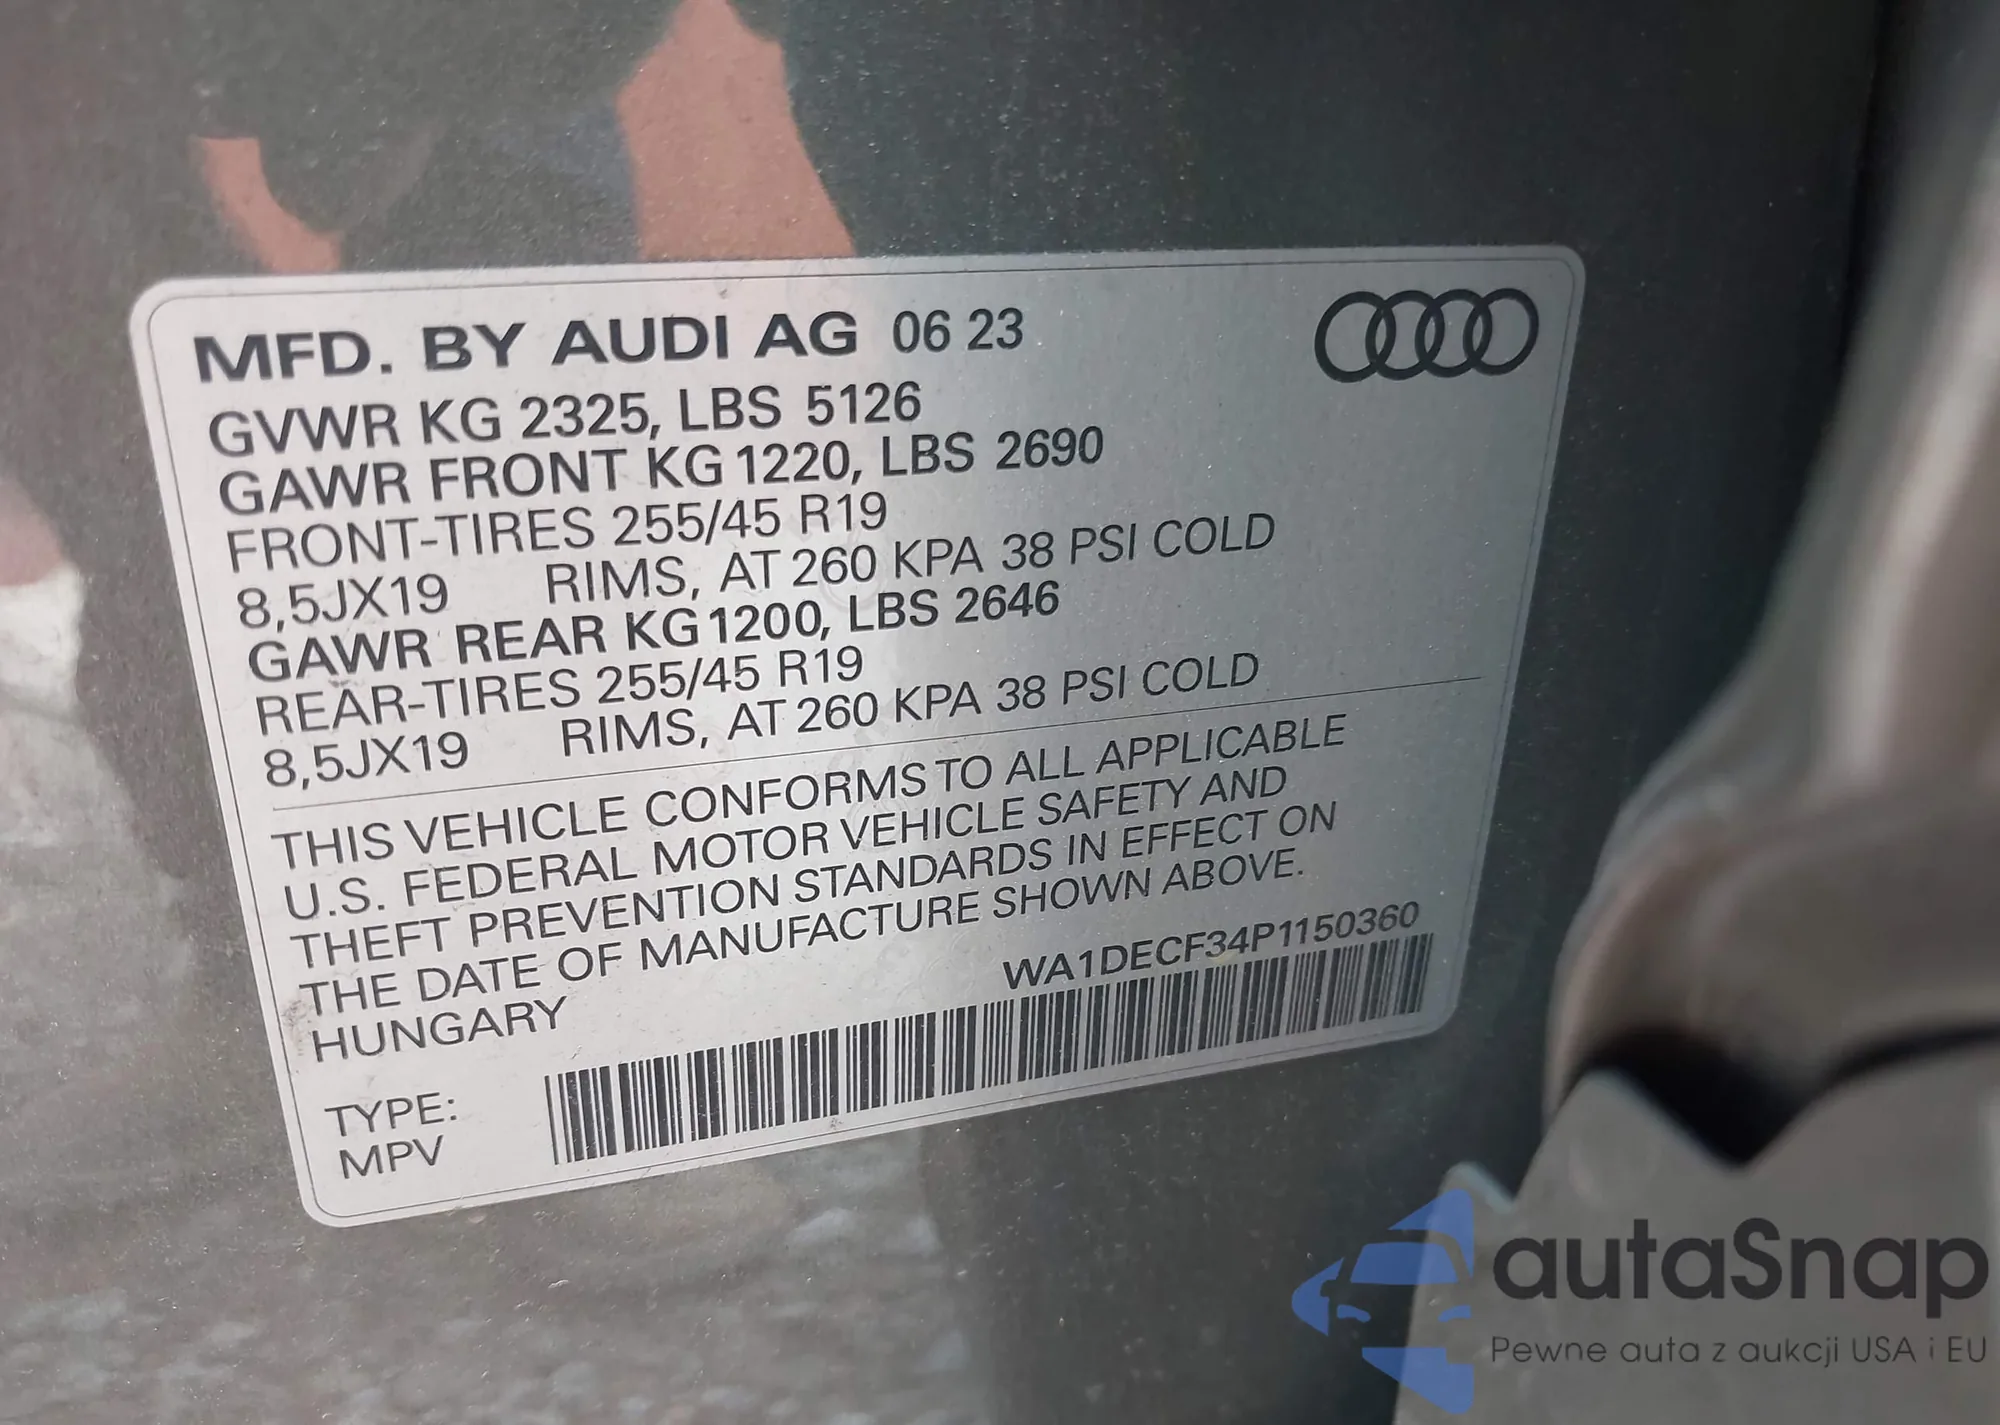 MFD. BY AUDI AG 06 23
GVWR KG 2325, LBS 5126
GAWR FRONT KG 1220, LBS 2690
FRONT-TIRES 255/45 R19
8,5JX19 RIMS, AT 260 KPA 38 PSI COLD
GAWR REAR KG 1200, LBS 2646
REAR-TIRES 255/45 R19
8,5JX19 RIMS, AT 260 KPA 38 PSI COLD
THIS VEHICLE CONFORMS TO ALL APPLICABLE
U.S. FEDERAL MOTOR VEHICLE SAFETY AND
THEFT PREVENTION STANDARDS IN EFFECT ON
THE DATE OF MANUFACTURE SHOWN ABOVE.
HUNGARY
WA1DECF34P1150360
TYPE:
MPV
autaSnap
Pewne auta z aukcji USA i EU